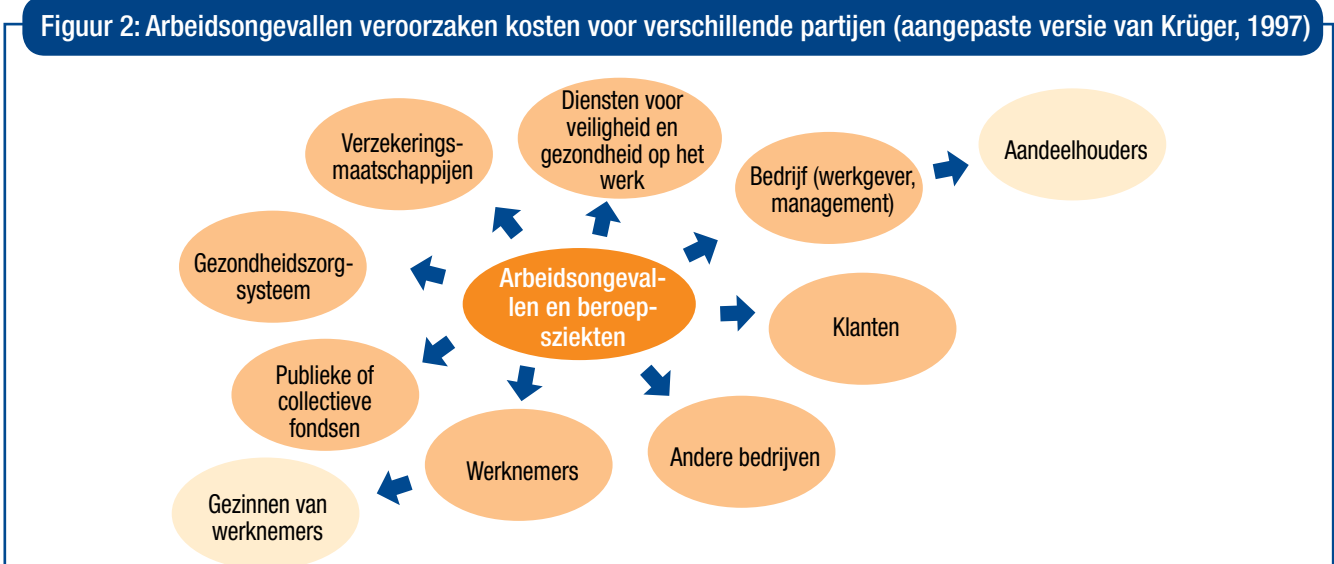 Figuur 2: Arbeidsongevallen veroorzaken kosten voor verschillende partijen (aangepaste versie van Krüger, 1997)
Diensten voor
veiligheid en
gezondheid op het
werk
Verzekerings-
maatschappijen
Bedrijf (werkgever,
management)
Aandeelhouders
Gezondheidszorg-
systeem
Arbeidsongeval-
len en beroep-
sziekten
Klanten
Publieke of
collectieve
fondsen
Werknemers
Andere bedrijven
Gezinnen van
werknemers